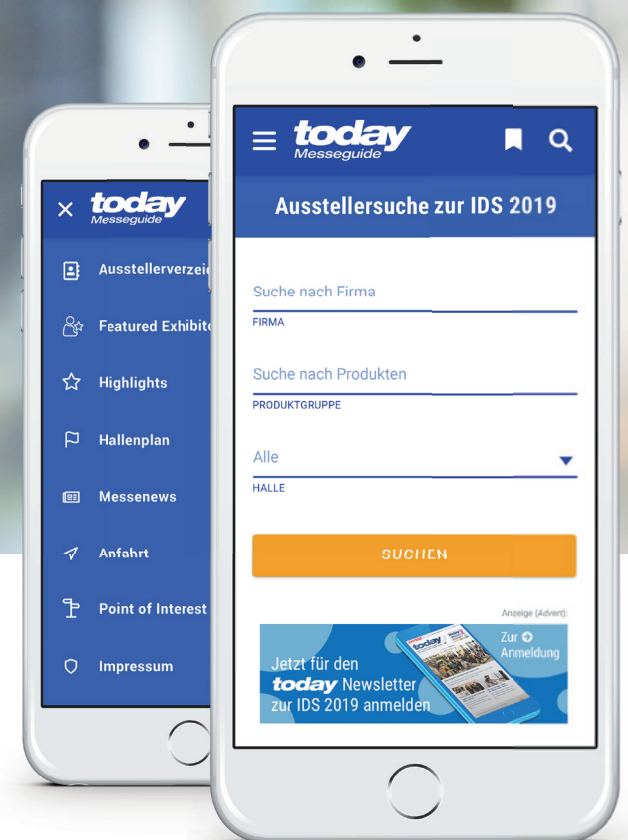 today
Messeguide
Featured Exhibito
Highlights
Hallenplan
Messenews
Anfahrt
Point of Interest
Impressum
today
Messeguide
Ausstellersuche zur IDS 2019
Suche nach Firma
FIRMA
Suche nach Produkten
PRODUKTGRUPPE
Alle
HALLE
SUCHEN
Anzeige (Advert):
Jetzt für den
today Newsletter
zur IDS 2019 anmelden
Zur
Anmeldung
today